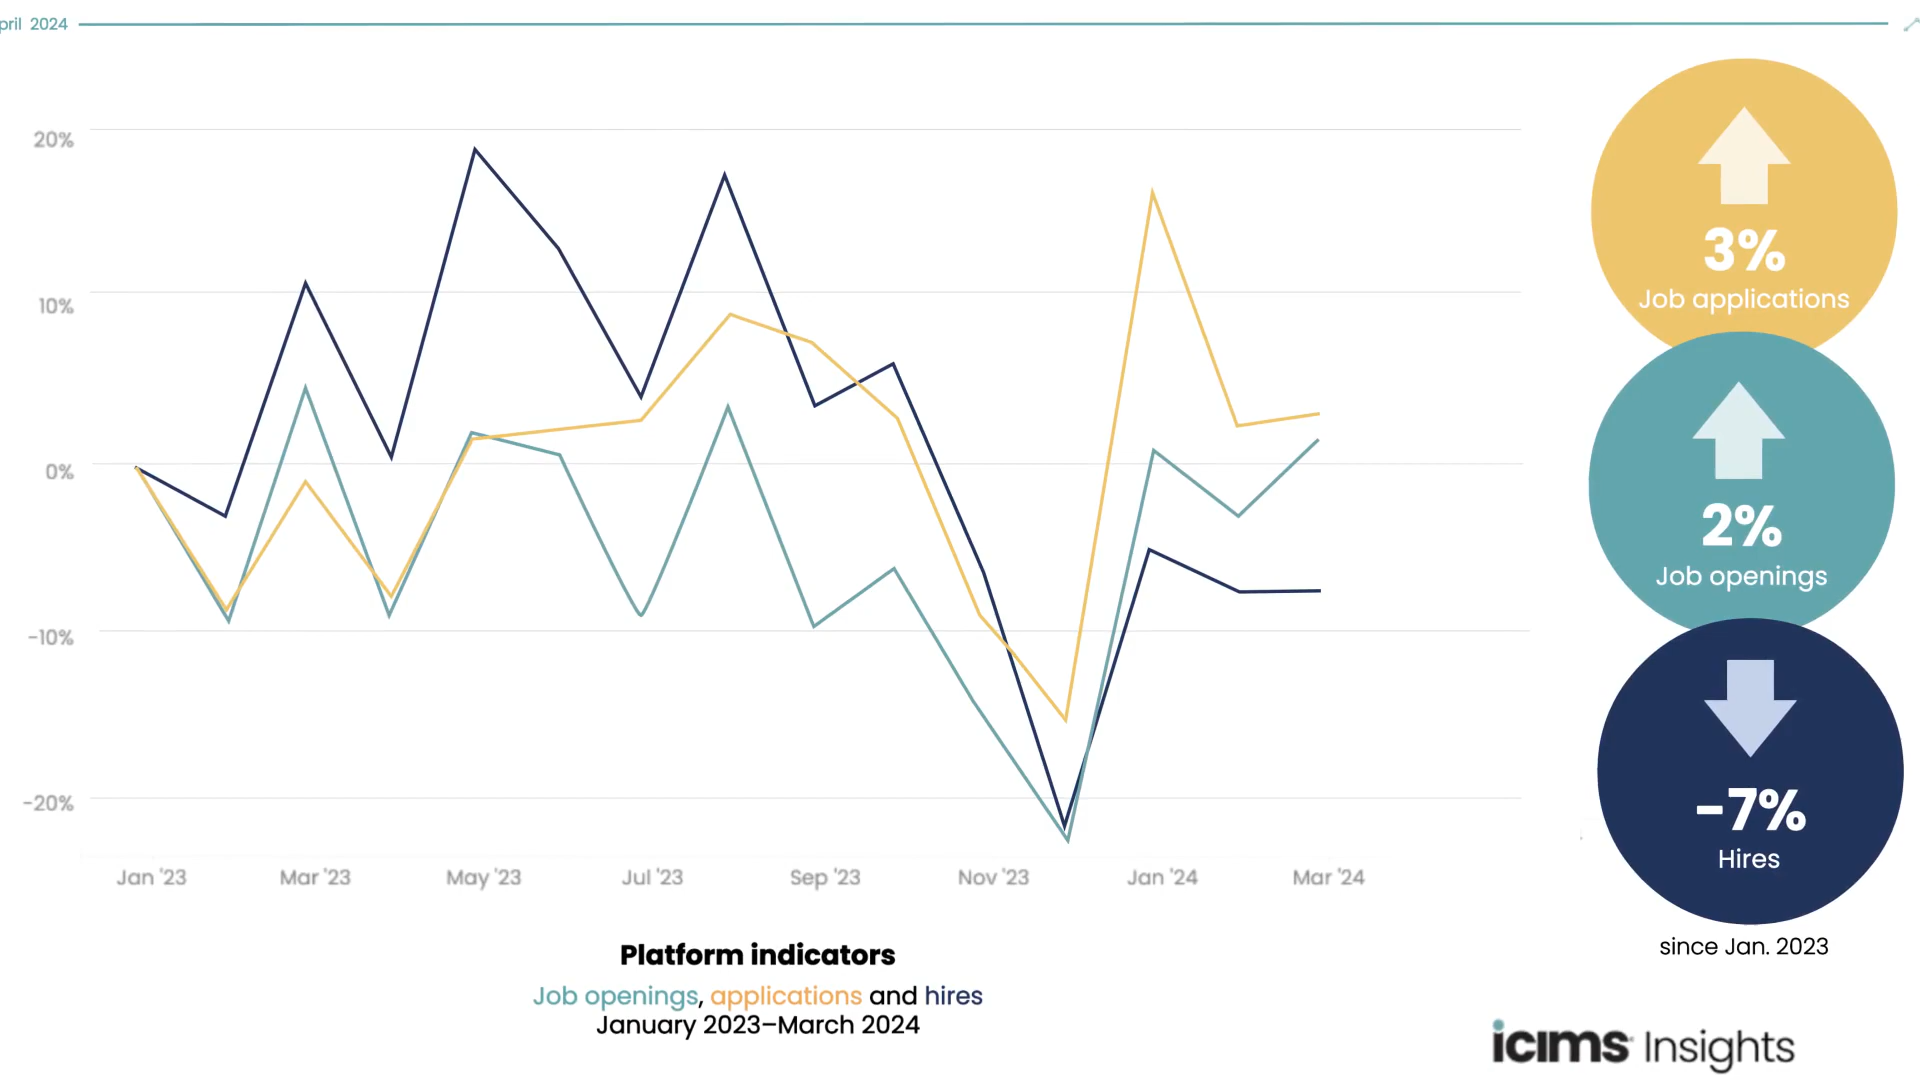 2024
20%
10%
0%
-10%
-20%
Jan '23
Mar '23
May '23
Jul '23
Sep '23
Nov '23
Jan '24
Mar '24
Platform indicators
Job openings, applications and hires
January 2023–March 2024
3%
Job applications
2%
Job openings
-7%
Hires
since Jan. 2023
icims Insights